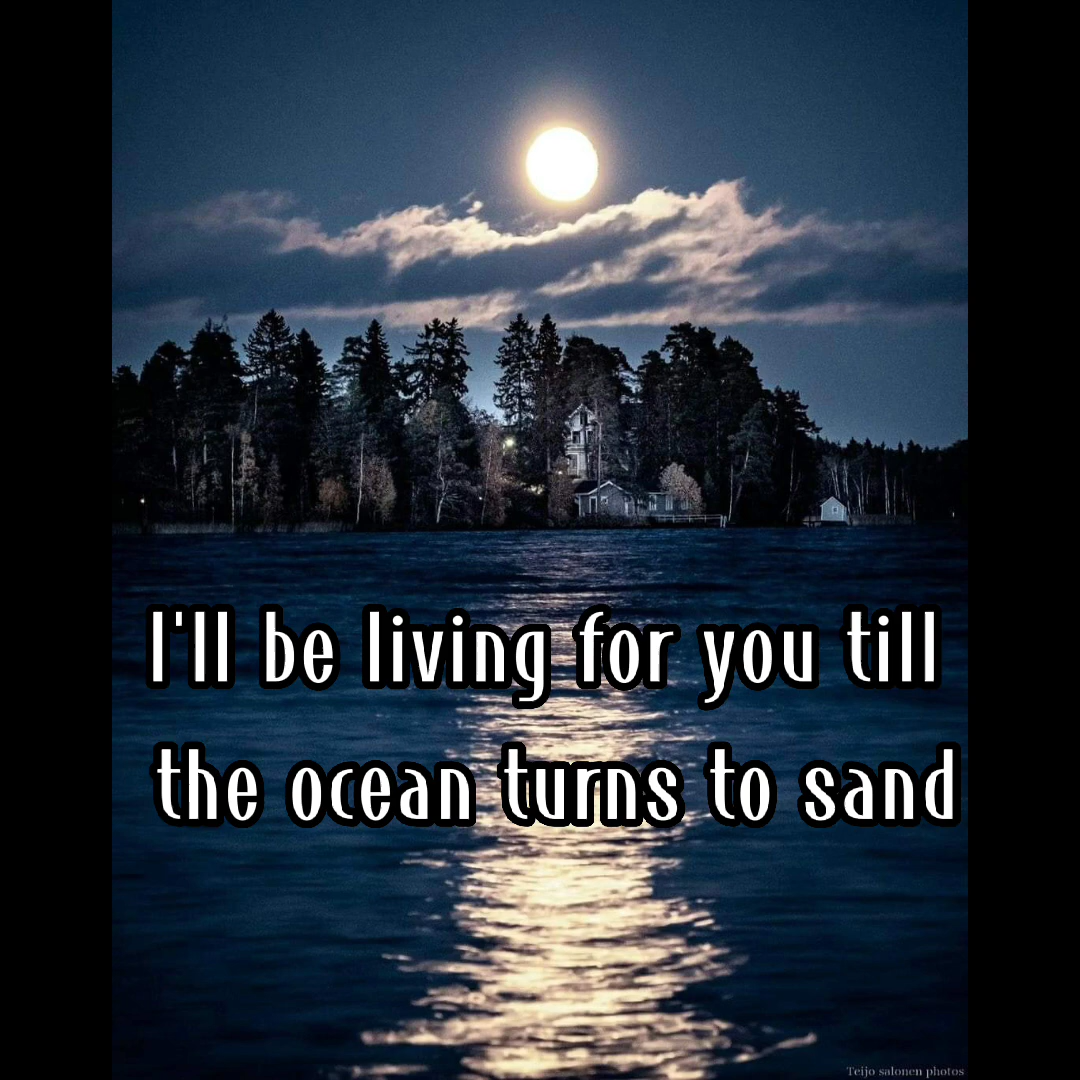 I'll be living for you till
the ocean turns to sand
Teijo salonen photos